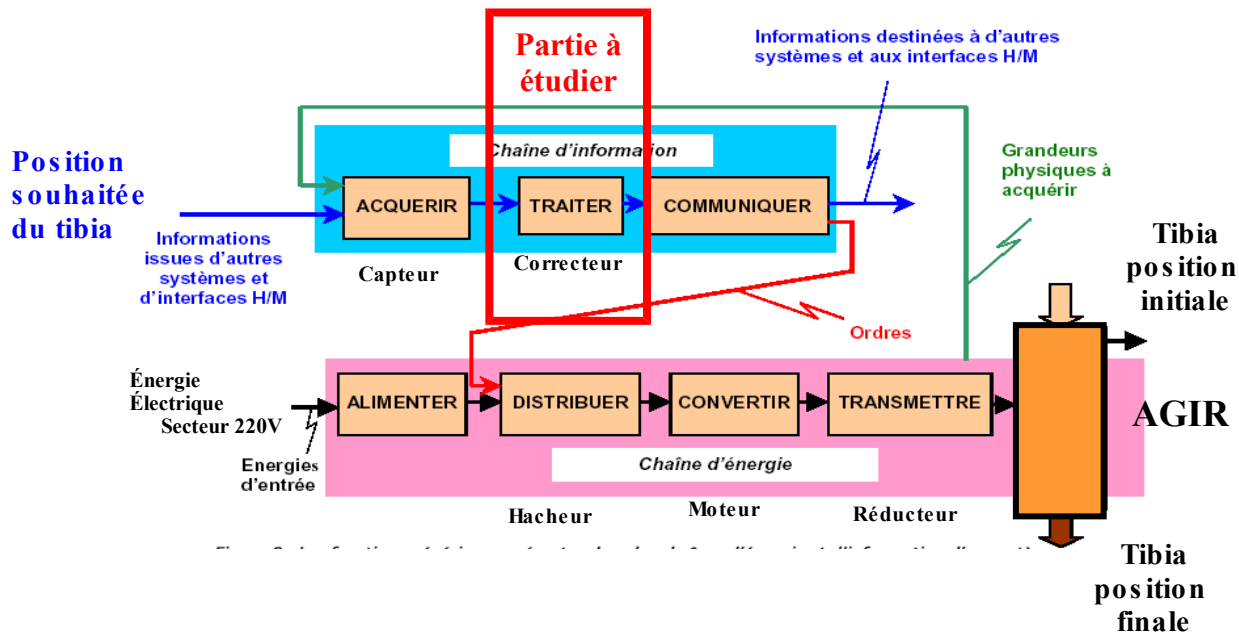 Partie à
étudier
Informations destinées à d'autres
systèmes et aux interfaces H/M
Chaîne d'information
Position
souhaitée
du tibia
Grandeurs
physiques à
acquérir
ACQUERIR
TRAITER
COMMUNIQUER
Informations
issues d'autres
systèmes et
d'interfaces H/M
Capteur
Correcteur
Tibia
position
initiale
Ordres
Énergie
Électrique
Secteur 220V
ALIMENTER
DISTRIBUER
CONVERTIR
TRANSMETTRE
AGIR
Energies
d'entrée
Chaîne d'énergie
Hacheur
Moteur
Réducteur
Tibia
position
finale